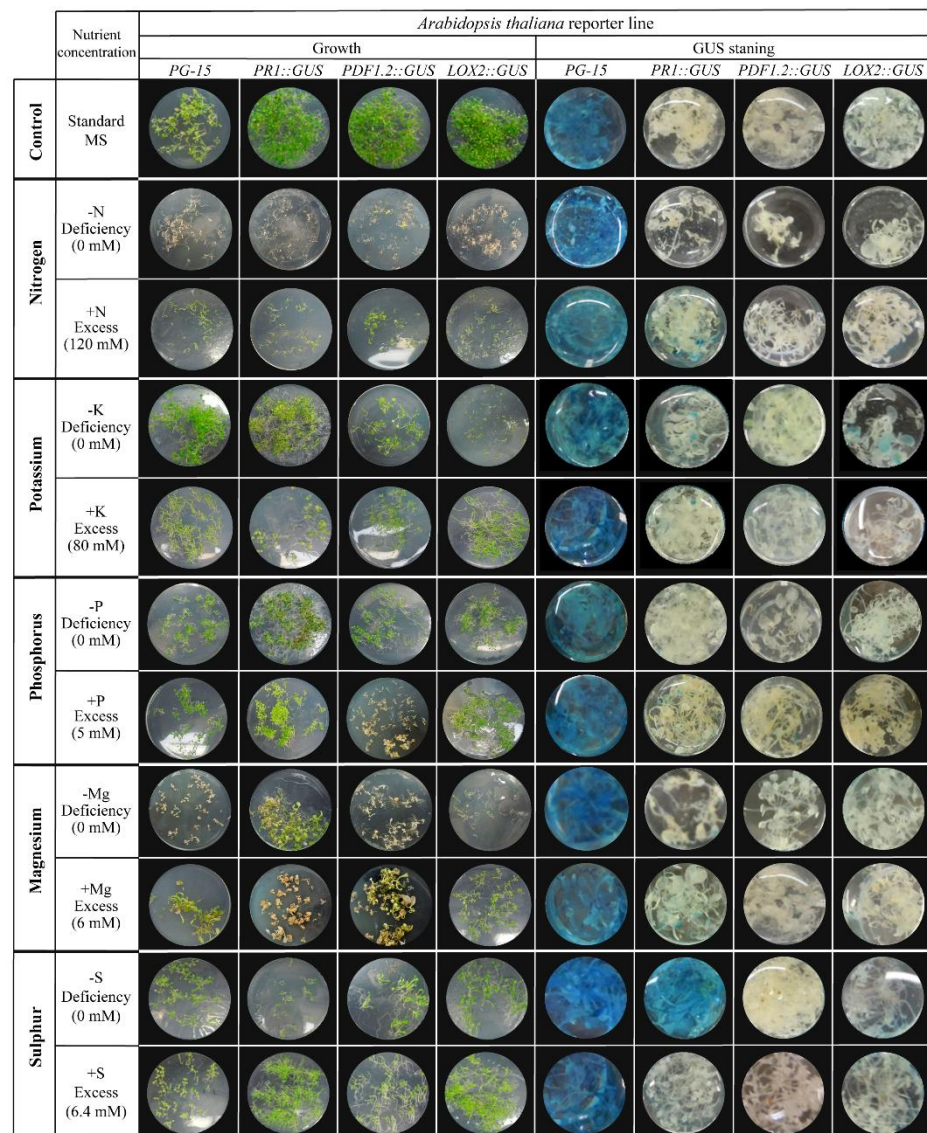 Arabidopsis thaliana reporter line
Nutrient
concentration
Growth
GUS staning
PG-15
PR1::GUS
PDF1.2::GUS
LOX2::GUS
PG-15
PR1::GUS
PDF1.2::GUS
LOX2::GUS
Control
Standard
MS
Nitrogen
-N
Deficiency
(0 mM)
+N
Excess
(120 mM)
Potassium
-K
Deficiency
(0 mM)
+K
Excess
(80 mM)
Phosphorus
-P
Deficiency
(0 mM)
+P
Excess
(5 mM)
Magnesium
-Mg
Deficiency
(0 mM)
+Mg
Excess
(6 mM)
Sulphur
-S
Deficiency
(0 mM)
+S
Excess
(6.4 mM)